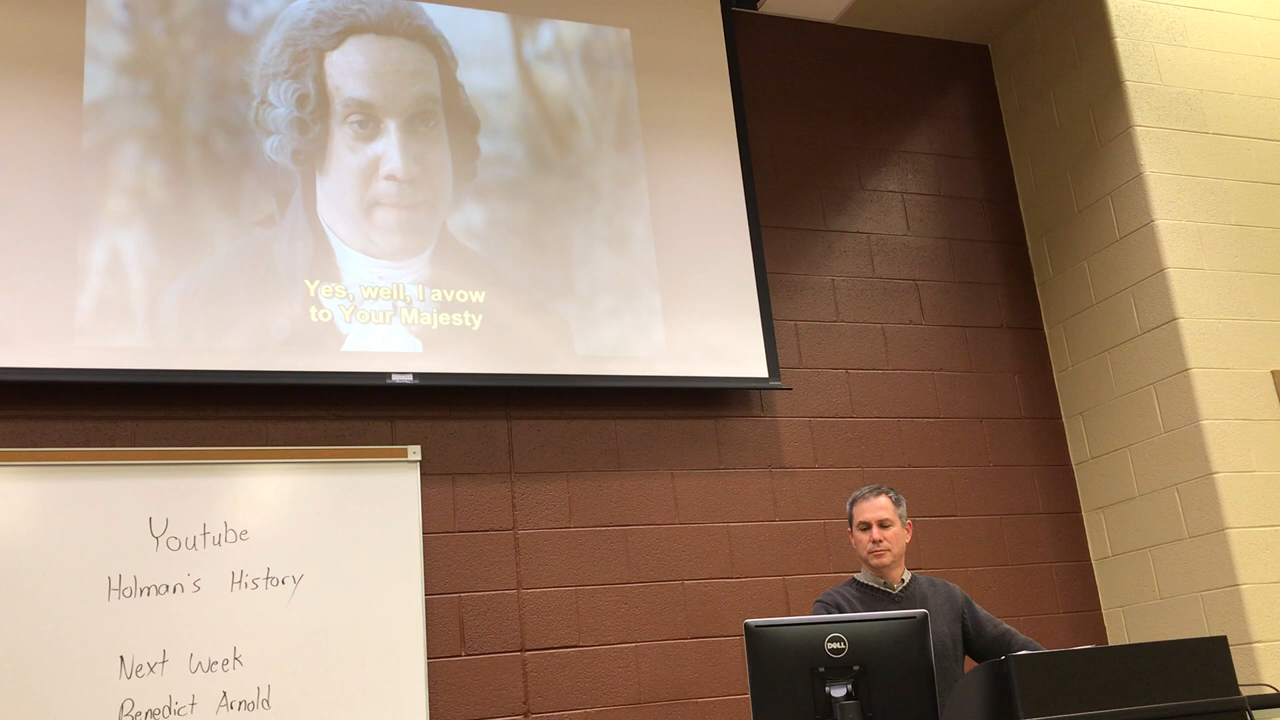 Yes, well, I avow
to Your Majesty
Youtube
Holman's History
Next Week
Benedict Arnold
DELL